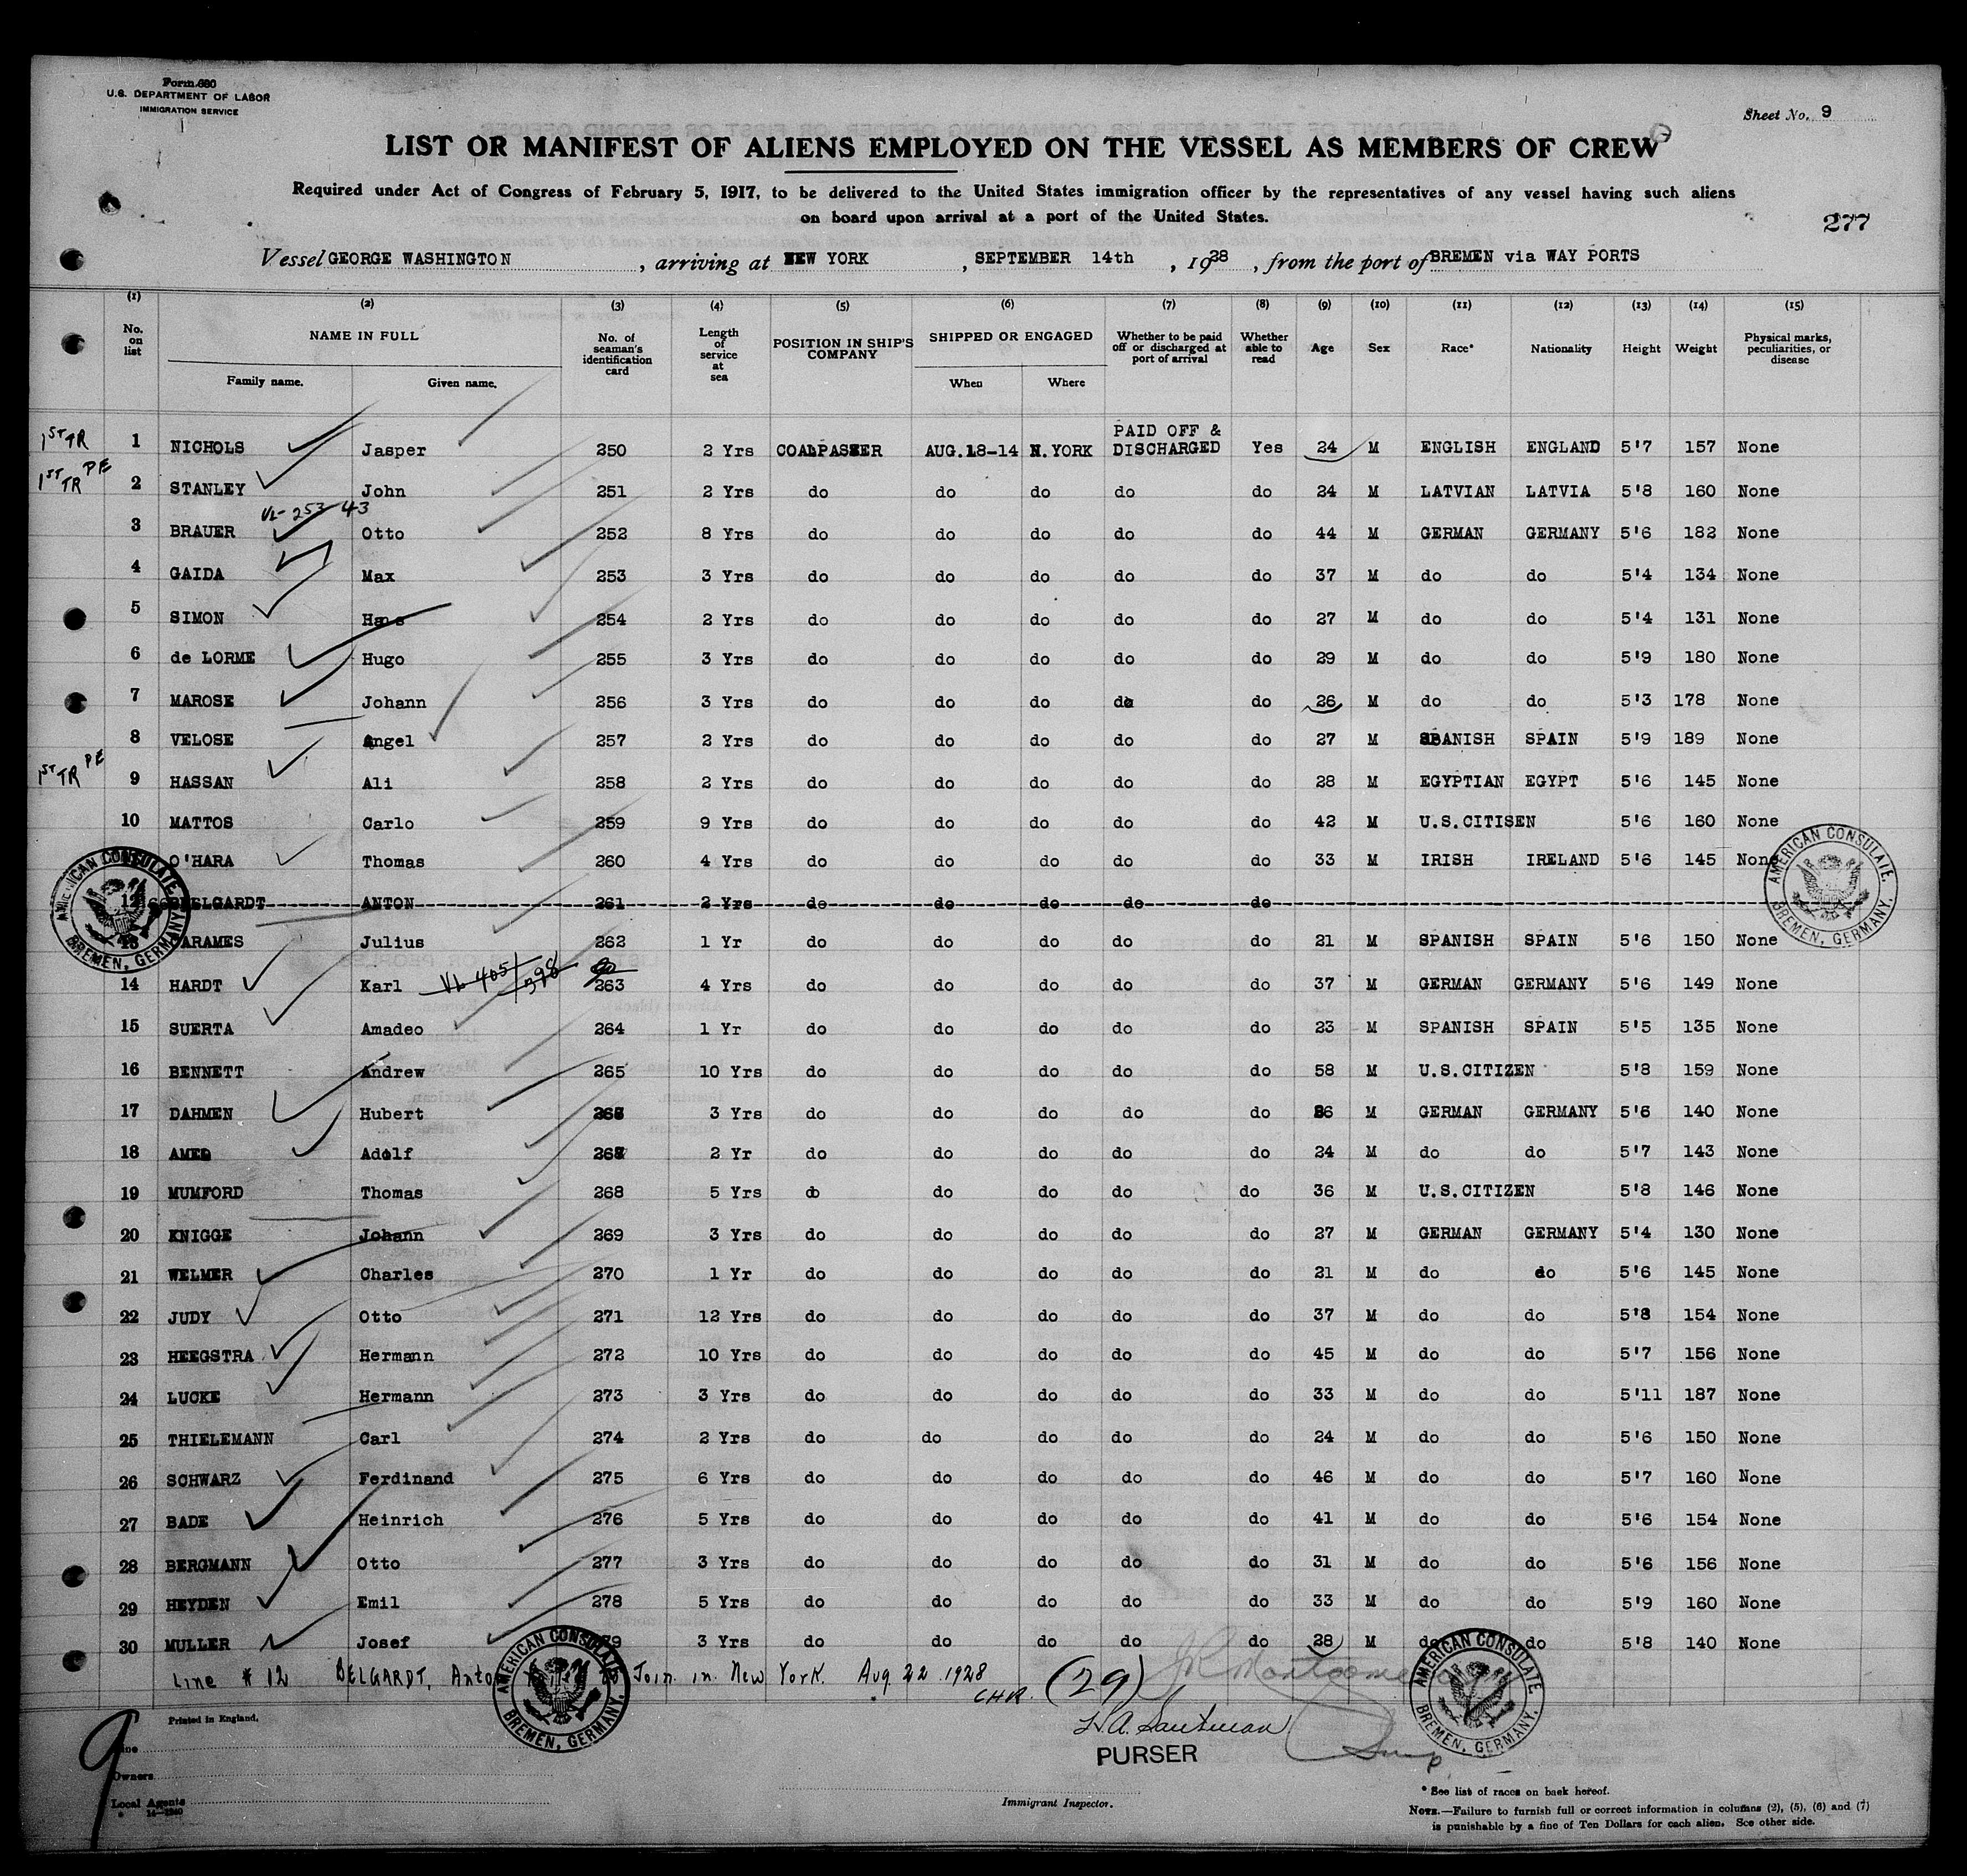 Form 680
U.S. DEPARTMENT OF LABOR
IMMIGRATION SERVICE
Sheet No. 9
LIST OR MANIFEST OF ALIENS EMPLOYED ON THE VESSEL AS MEMBERS OF CREW
Required under Act of Congress of February 5, 1917, to be delivered to the United States immigration officer by the representatives of any vessel having such aliens
on board upon arrival at a port of the United States.
277
Vessel GEORGE WASHINGTON, arriving at NEW YORK, SEPTEMBER 14th, 1928, from the port of BREMEN via WAY PORTS
(1) (2) (3) (4) (5) (6) (7) (8) (9) (10) (11) (12) (13) (14) (15)
No. on list NAME IN FULL Family name. Given name. No. of seaman's identification card Length of service at sea POSITION IN SHIP'S COMPANY SHIPPED OR ENGAGED When Where Whether to be paid off or discharged at port of arrival Whether able to read Age Sex Race* Nationality Height Weight Physical marks, peculiarities, or disease
1ST TR 1 NICHOLS Jasper 250 2 Yrs COALPASSER AUG.18-14 N.YORK PAID OFF & DISCHARGED Yes 24 M ENGLISH ENGLAND 5'7 157 None
1ST TR PE 2 STANLEY John 251 2 Yrs do do do do do 24 M LATVIAN LATVIA 5'8 160 None
VL-253-43
3 BRAUER Otto 252 8 Yrs do do do do do 44 M GERMAN GERMANY 5'6 182 None
4 GAIDA Max 253 3 Yrs do do do do do 37 M do do 5'4 134 None
5 SIMON Hans 254 2 Yrs do do do do do 27 M do do 5'4 131 None
6 de LORME Hugo 255 3 Yrs do do do do do 29 M do do 5'9 180 None
7 MAROSE Johann 256 3 Yrs do do do do do 26 M do do 5'3 178 None
8 VELOSE Angel 257 2 Yrs do do do do do 27 M SPANISH SPAIN 5'9 189 None
1ST TR PE 9 HASSAN Ali 258 2 Yrs do do do do do 28 M EGYPTIAN EGYPT 5'6 145 None
10 MATTOS Carlo 259 9 Yrs do do do do do 42 M U.S.CITISEN 5'6 160 None
O'HARA Thomas 260 4 Yrs do do do do do 33 M IRISH IRELAND 5'6 145 None
12 BELGARDT ANTON 261 2 Yrs do do do do do
13 ARAMES Julius 262 1 Yr do do do do do 21 M SPANISH SPAIN 5'6 150 None
14 HARDT Karl VL 405/398 263 4 Yrs do do do do do 37 M GERMAN GERMANY 5'6 149 None
15 SUERTA Amadeo 264 1 Yr do do do do do 23 M SPANISH SPAIN 5'5 135 None
16 BENNETT Andrew 265 10 Yrs do do do do do 58 M U.S.CITIZEN 5'8 159 None
17 DAHMEN Hubert 3 Yrs do do do do do M GERMAN GERMANY 5'6 140 None
18 AMED Adolf 267 2 Yr do do do do do 24 M do do 5'7 143 None
19 MUMFORD Thomas 268 5 Yrs do do do do do 36 M U.S.CITIZEN 5'8 146 None
20 KNIGGE Johann 269 3 Yrs do do do do do 27 M GERMAN GERMANY 5'4 130 None
21 WELMER Charles 270 1 Yr do do do do do 21 M do do 5'6 145 None
22 JUDY Otto 271 12 Yrs do do do do do 37 M do do 5'8 154 None
23 HEEGSTRA Hermann 272 10 Yrs do do do do do 45 M do do 5'7 156 None
24 LUCKE Hermann 273 3 Yrs do do do do do 33 M do do 5'11 187 None
25 THIELEMANN Carl 274 2 Yrs do do do do do 24 M do do 5'6 150 None
26 SCHWARZ Ferdinand 275 6 Yrs do do do do do 46 M do do 5'7 160 None
27 BADE Heinrich 276 5 Yrs do do do do do 41 M do do 5'6 154 None
28 BERGMANN Otto 277 3 Yrs do do do do do 31 M do do 5'6 156 None
29 HEYDEN Emil 278 5 Yrs do do do do do 33 M do do 5'9 160 None
30 MULLER Josef 3 Yrs do do do do do 28 M do do 5'8 140 None
Line # 12 BELGARDT, Anton Join in New York. Aug 22 1928
CHR. (29)
AMERICAN CONSULATE. BREMEN, GERMANY.
AMERICAN CONSULATE. BREMEN, GERMANY.
AMERICAN CONSULATE. BREMEN, GERMANY.
AMERICAN CONSULATE. BREMEN, GERMANY.
Printed in England.
PURSER
9
Line
Owners
Local Agents
Immigrant Inspector.
* See list of races on back hereof.
NOTE.—Failure to furnish full or correct information in columns (2), (5), (6) and (7)
is punishable by a fine of Ten Dollars for each alien. See other side.